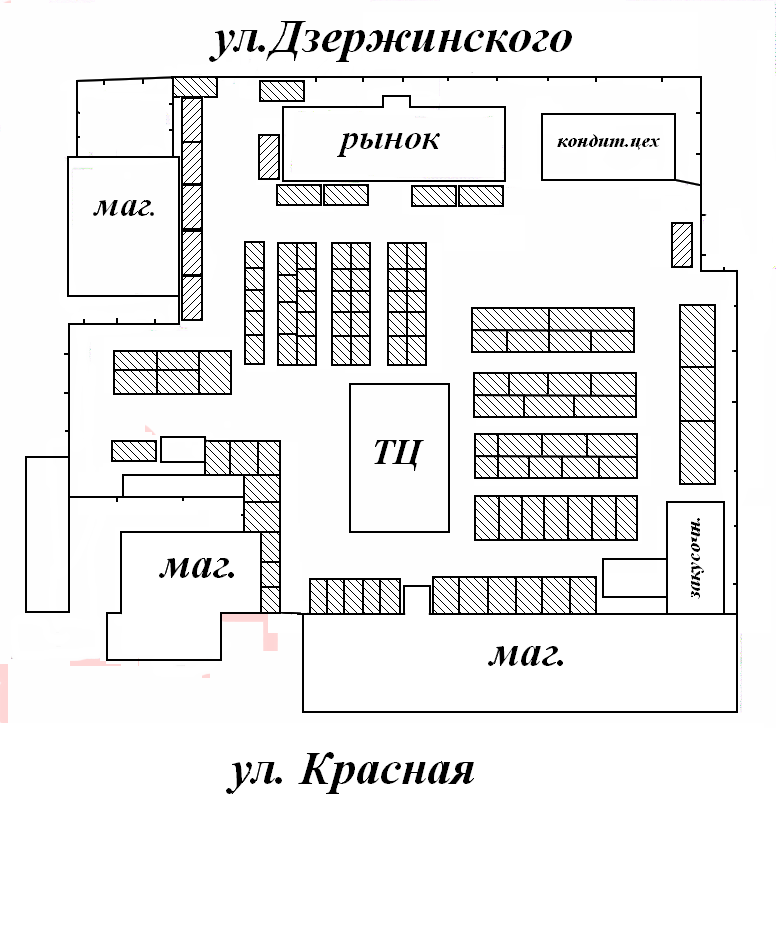 ул.Дзержинского
рынок
кондит.цех
маг.
ТЦ
маг.
закусочн.
маг.
ул. Красная